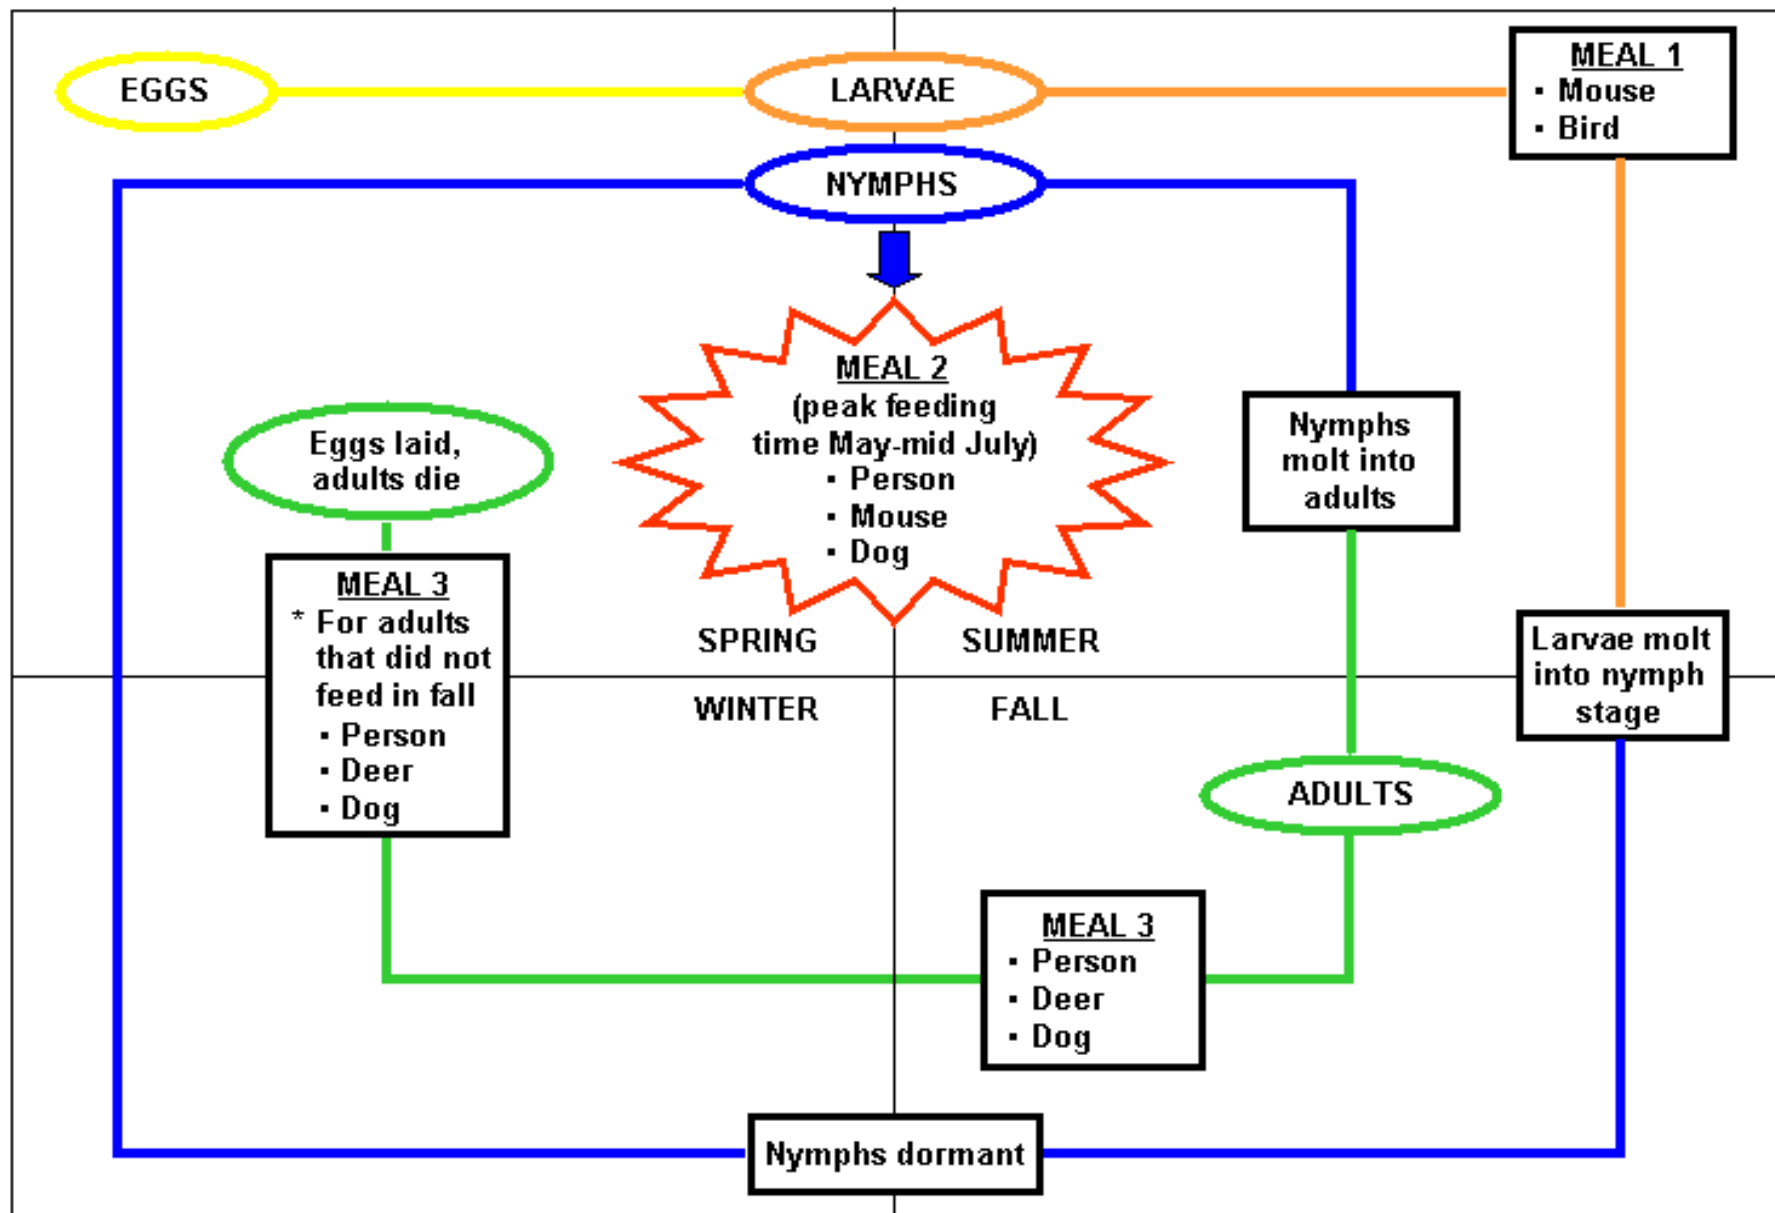 EGGS
LARVAE
MEAL 1
▪ Mouse
▪ Bird
NYMPHS
MEAL 2
(peak feeding
time May-mid July)
▪ Person
▪ Mouse
▪ Dog
Nymphs
molt into
adults
Eggs laid,
adults die
MEAL 3
* For adults
that did not
feed in fall
▪ Person
▪ Deer
▪ Dog
SPRING
SUMMER
WINTER
FALL
Larvae molt
into nymph
stage
ADULTS
MEAL 3
▪ Person
▪ Deer
▪ Dog
Nymphs dormant